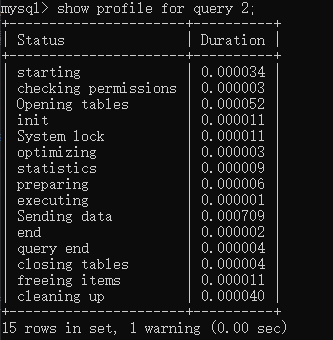 mysql> show profile for query 2;
+----------------------+----------+
| Status               | Duration |
+----------------------+----------+
| starting             | 0.000034 |
| checking permissions | 0.000003 |
| Opening tables       | 0.000052 |
| init                 | 0.000011 |
| System lock          | 0.000011 |
| optimizing           | 0.000003 |
| statistics           | 0.000009 |
| preparing            | 0.000006 |
| executing            | 0.000001 |
| Sending data         | 0.000709 |
| end                  | 0.000002 |
| query end            | 0.000004 |
| closing tables       | 0.000004 |
| freeing items        | 0.000011 |
| cleaning up          | 0.000040 |
+----------------------+----------+
15 rows in set, 1 warning (0.00 sec)